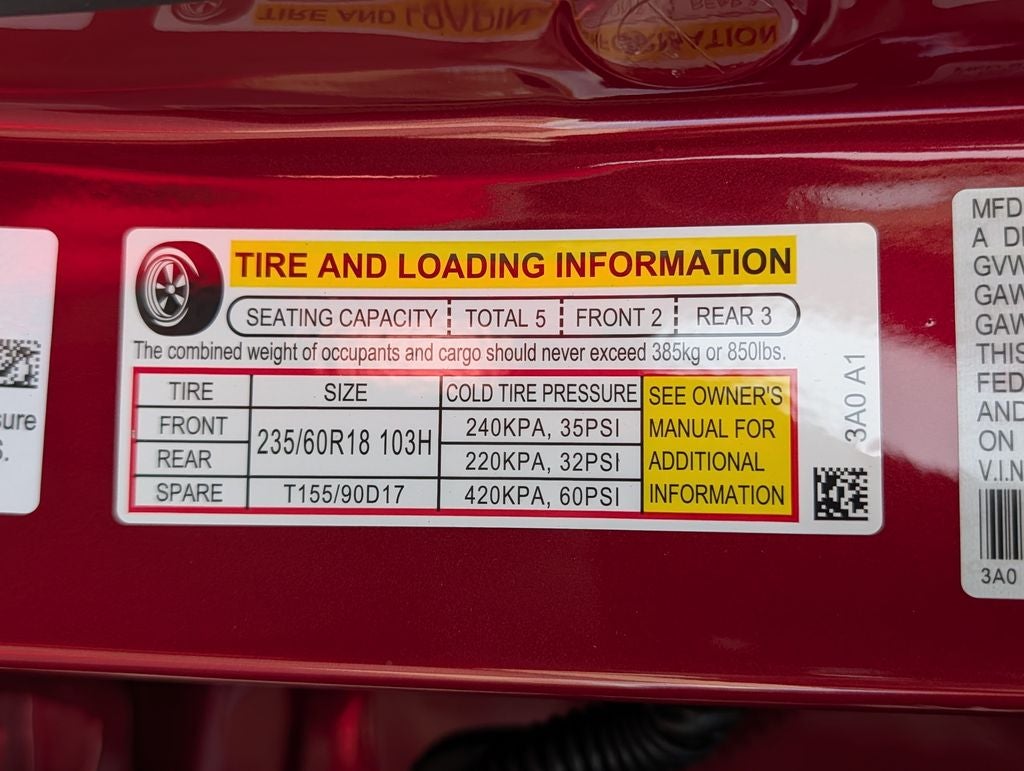 TIRE AND LOADING INFORMATION
SEATING CAPACITY TOTAL 5 FRONT 2 REAR 3
The combined weight of occupants and cargo should never exceed 385kg or 850lbs.
TIRE SIZE COLD TIRE PRESSURE SEE OWNER'S MANUAL FOR ADDITIONAL INFORMATION
FRONT 235/60R18 103H 240KPA, 35PSI
REAR 220KPA, 32PSI
SPARE T155/90D17 420KPA, 60PSI
3A0 A1
MFD
A
GVW
GAW
GAW
THIS
FED
AND
ON
V.I.N
3A0